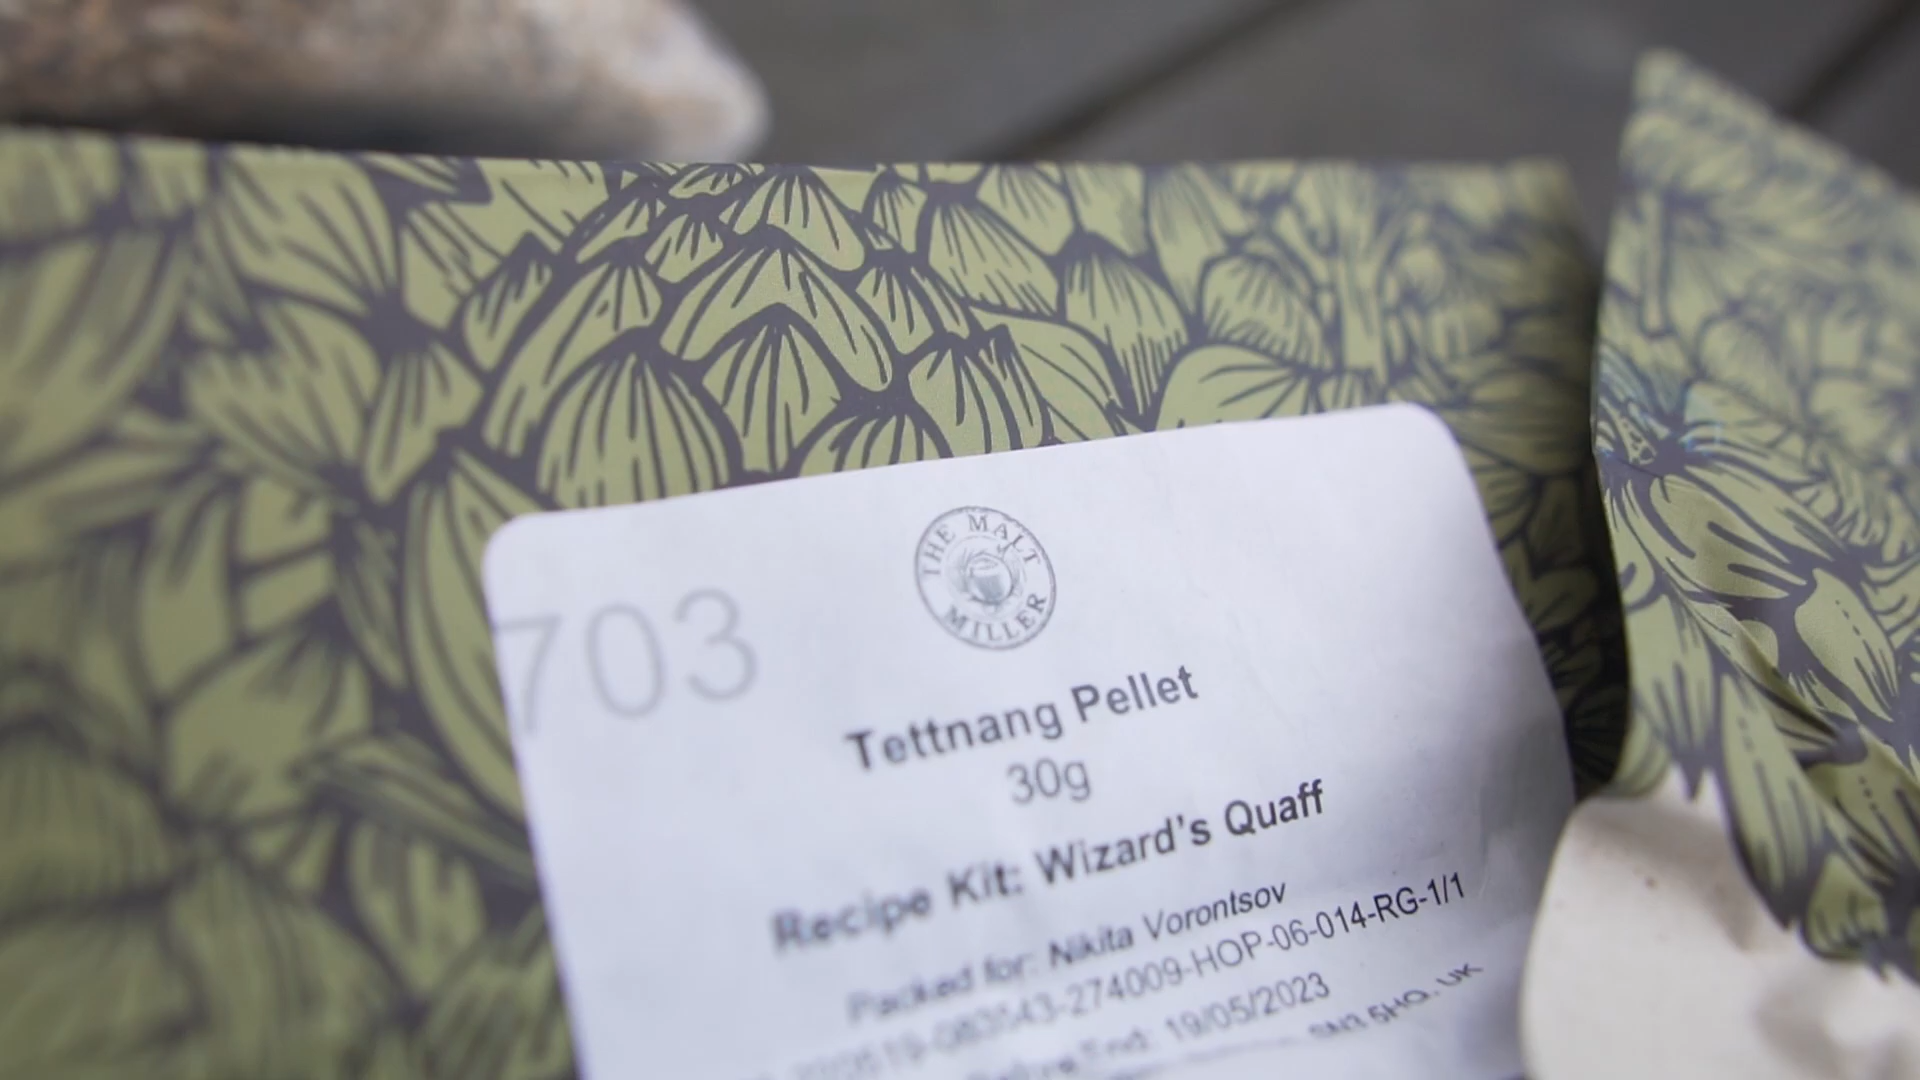 THE MALT MILLER
703
Tettnang Pellet
30g
Recipe Kit: Wizard's Quaff
Packed for: Nikita Vorontsov
274009-HOP-06-014-RG-1/1
End: 19/05/2023
UK